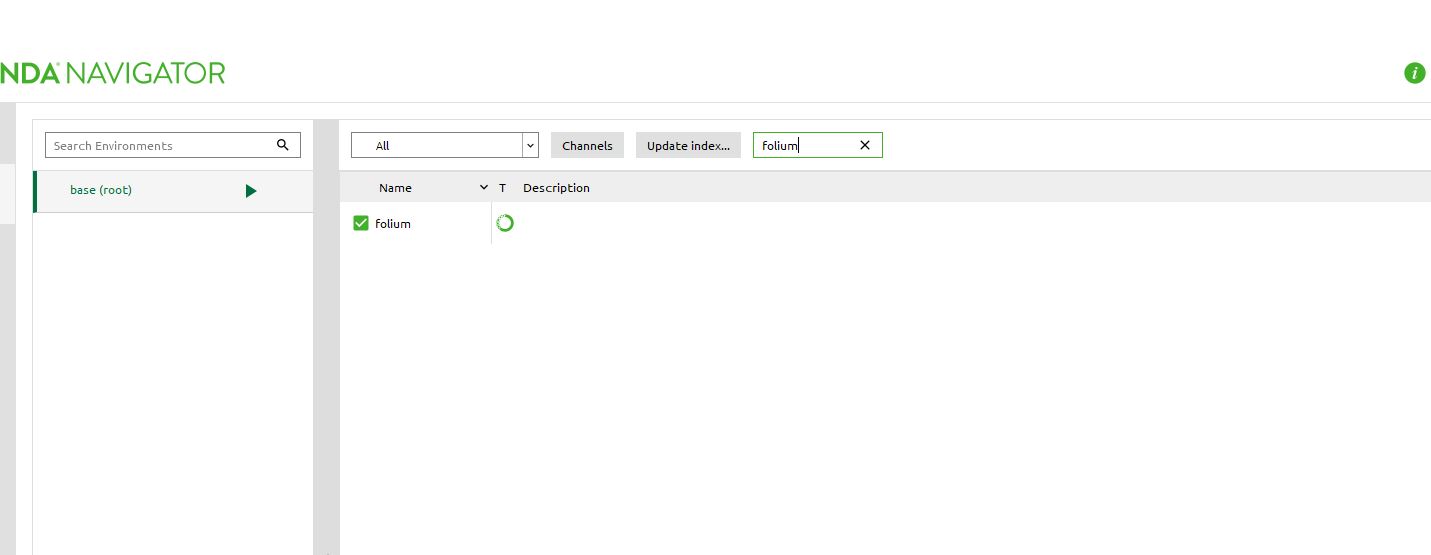 NDA NAVIGATOR
i
Search Environments
All
Channels
Update index...
folium
base (root)
Name
T
Description
folium